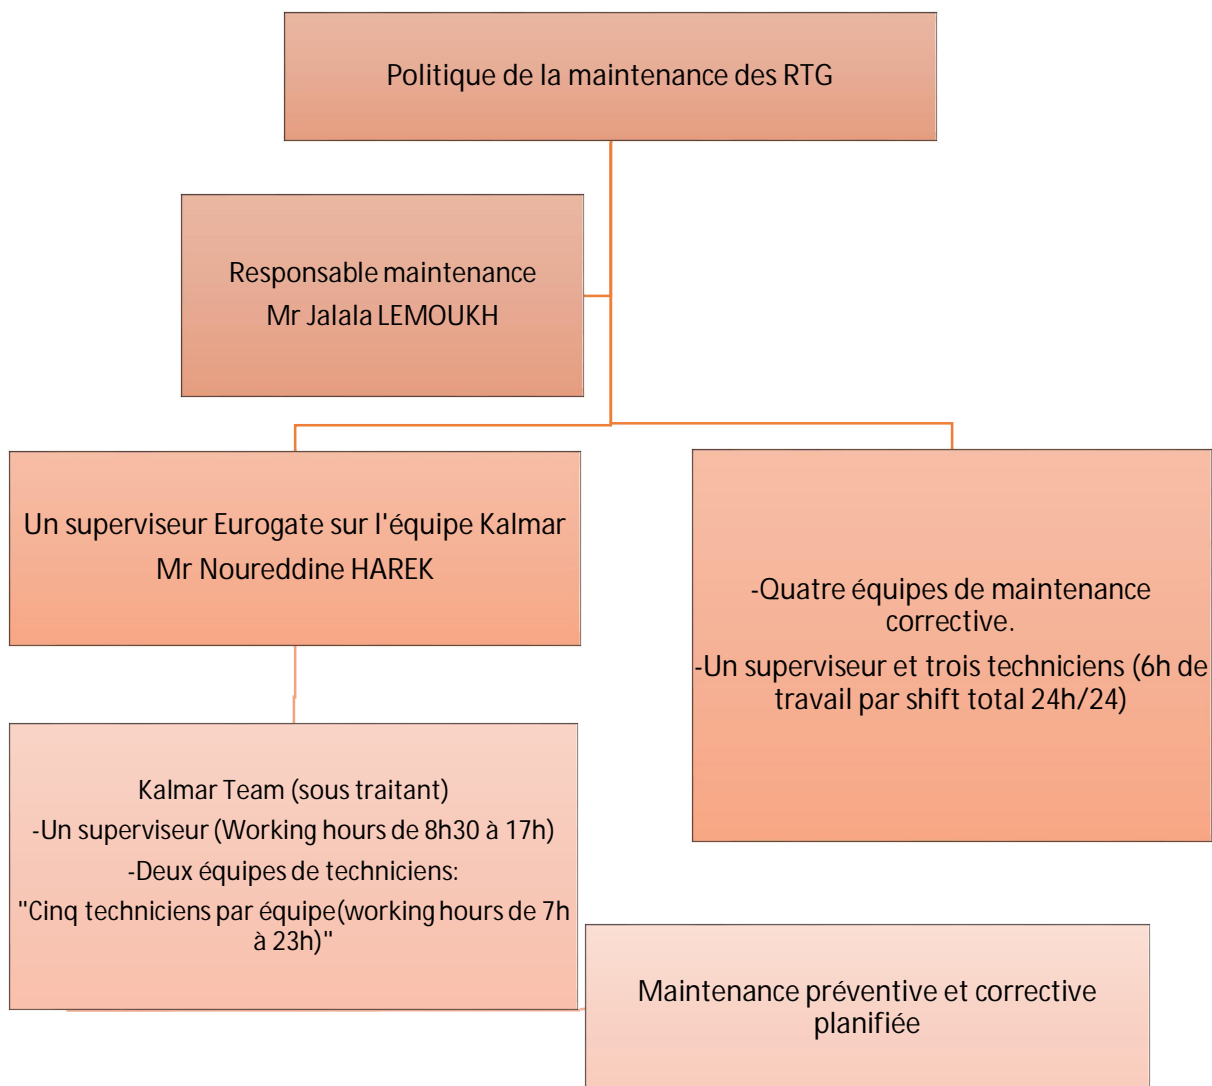 Politique de la maintenance des RTG
Responsable maintenance
Mr Jalala LEMOUKH
Un superviseur Eurogate sur l'équipe Kalmar
Mr Noureddine HAREK
-Quatre équipes de maintenance
corrective.
-Un superviseur et trois techniciens (6h de
travail par shift total 24h/24)
Kalmar Team (sous traitant)
-Un superviseur (Working hours de 8h30 à 17h)
-Deux équipes de techniciens:
"Cinq techniciens par équipe(working hours de 7h
à 23h)"
Maintenance préventive et corrective
planifiée